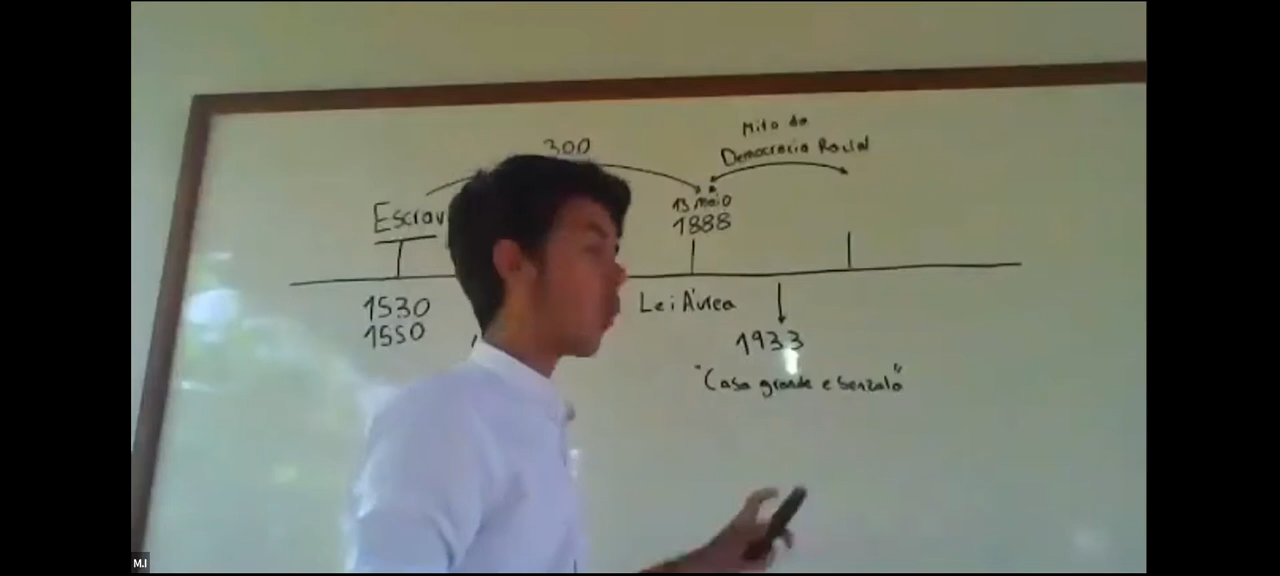 300
Mito da
Democracia Racial
Escrav
13 Maio
1888
1530
1550
Lei Áurea
1933
"Casa grande e Senzala"
M.I